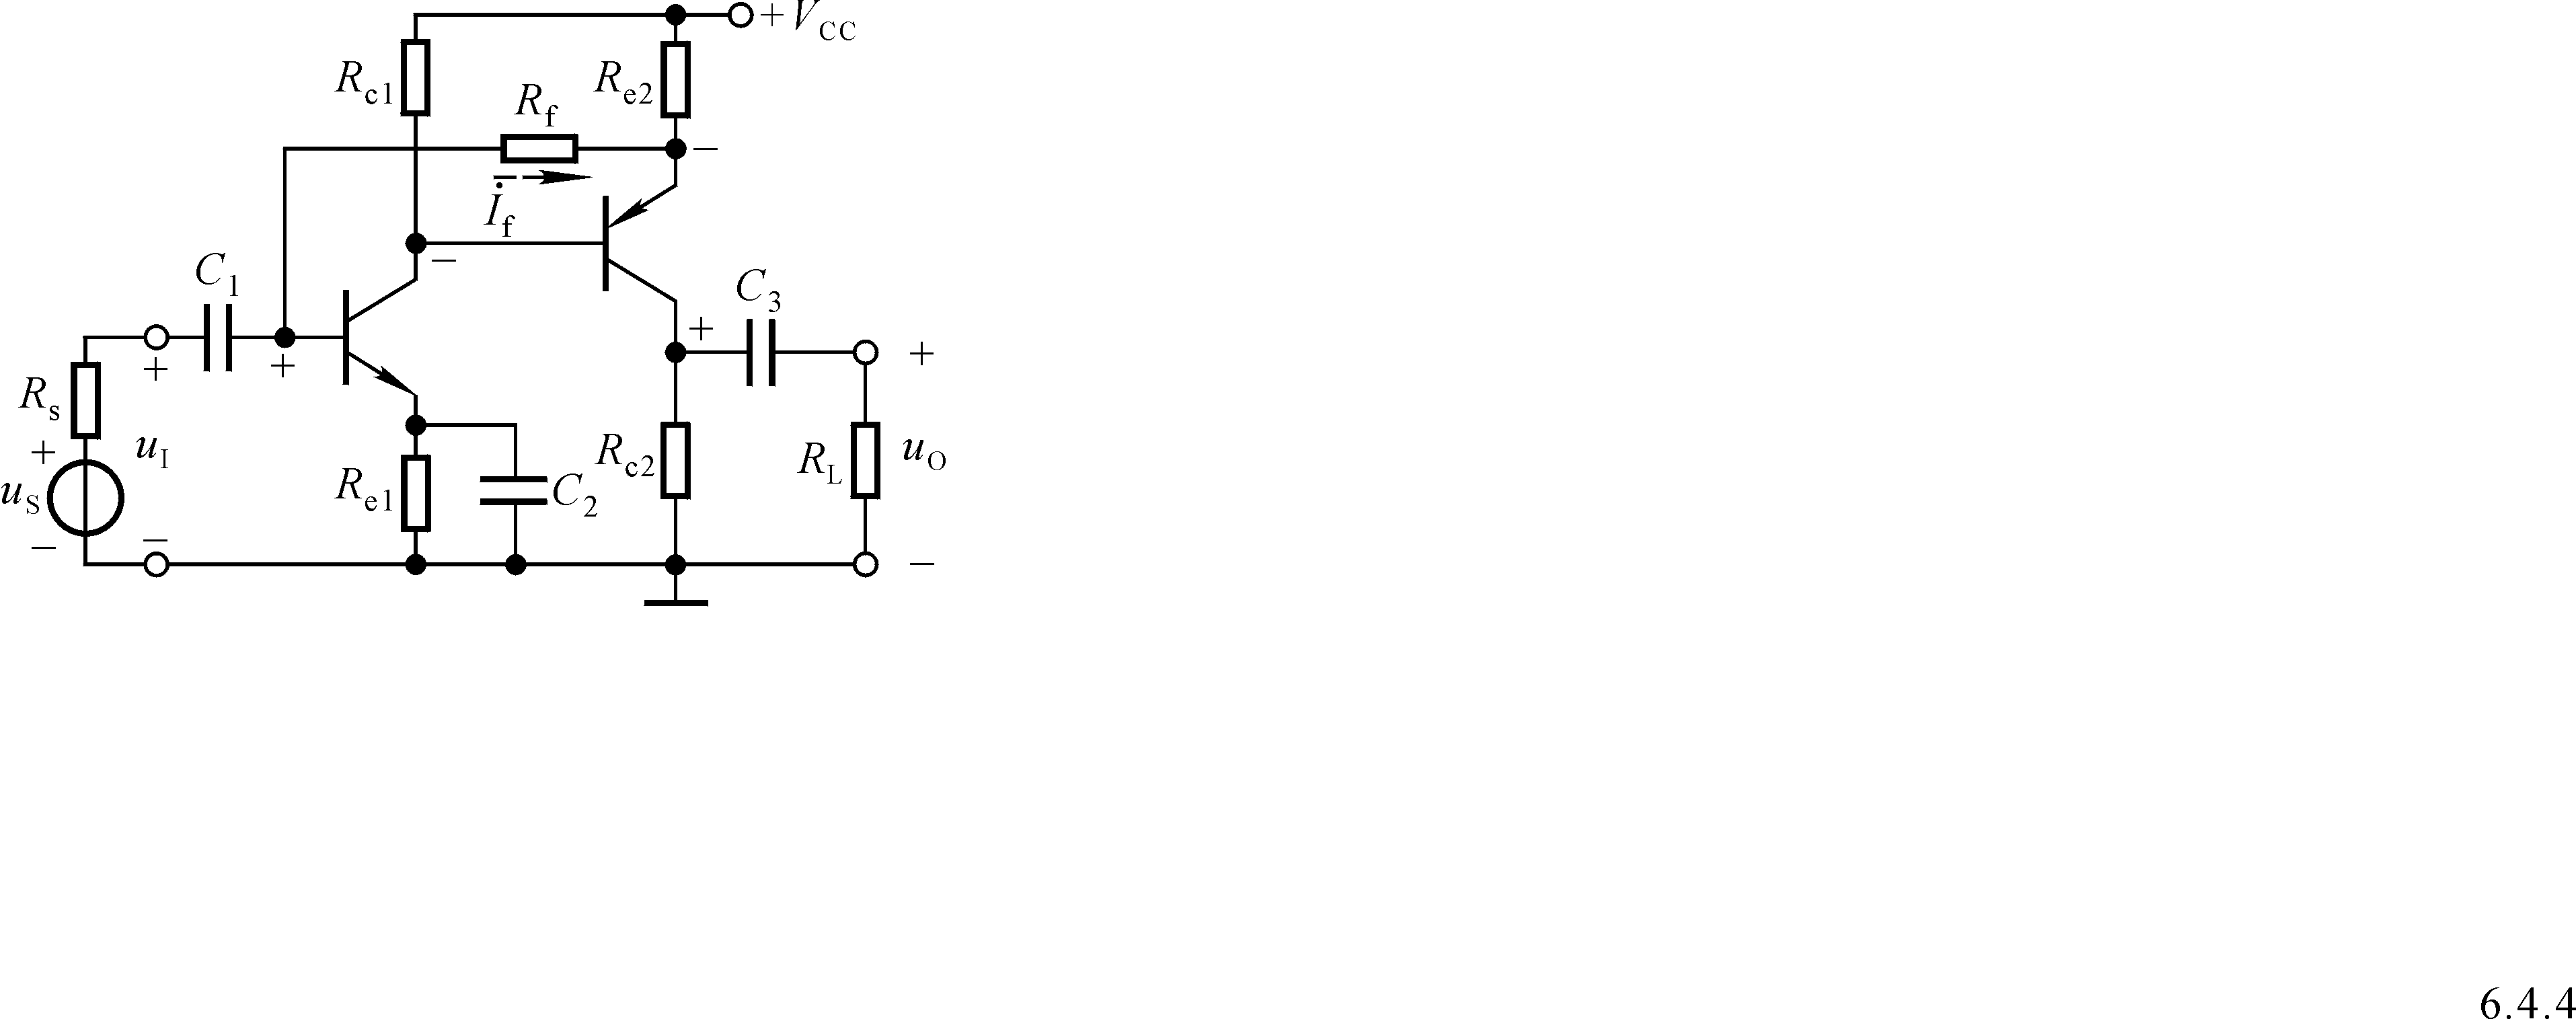 +V_CC
R_c1
R_e2
R_f
−
İ_f
−
C_1
C_3
+
+
+
+
R_s
+
u_I
R_e1
C_2
R_c2
R_L
u_O
u_S
−
−
−
6.4.4